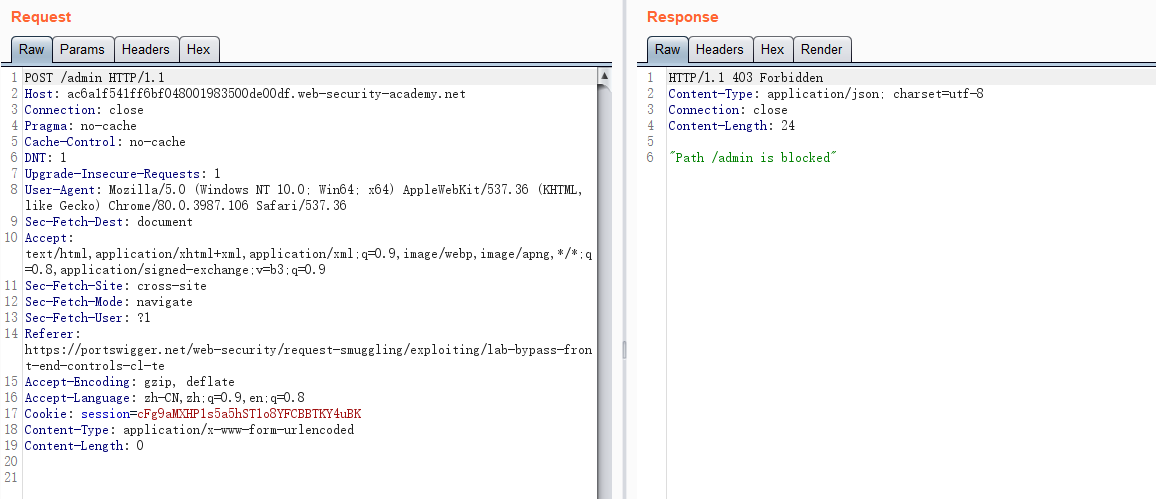 Request
Raw Params Headers Hex
1 POST /admin HTTP/1.1
2 Host: ac6a1f541ff6bf048001983500de00df.web-security-academy.net
3 Connection: close
4 Pragma: no-cache
5 Cache-Control: no-cache
6 DNT: 1
7 Upgrade-Insecure-Requests: 1
8 User-Agent: Mozilla/5.0 (Windows NT 10.0; Win64; x64) AppleWebKit/537.36 (KHTML,
like Gecko) Chrome/80.0.3987.106 Safari/537.36
9 Sec-Fetch-Dest: document
10 Accept:
text/html,application/xhtml+xml,application/xml;q=0.9,image/webp,image/apng,*/*;q
=0.8,application/signed-exchange;v=b3;q=0.9
11 Sec-Fetch-Site: cross-site
12 Sec-Fetch-Mode: navigate
13 Sec-Fetch-User: ?1
14 Referer:
https://portswigger.net/web-security/request-smuggling/exploiting/lab-bypass-fron
t-end-controls-cl-te
15 Accept-Encoding: gzip, deflate
16 Accept-Language: zh-CN,zh;q=0.9,en;q=0.8
17 Cookie: session=cFg9aMXHP1s5a5hST1o8YFCBBTKY4uBK
18 Content-Type: application/x-www-form-urlencoded
19 Content-Length: 0
20
21
Response
Raw Headers Hex Render
1 HTTP/1.1 403 Forbidden
2 Content-Type: application/json; charset=utf-8
3 Connection: close
4 Content-Length: 24
5
6 "Path /admin is blocked"